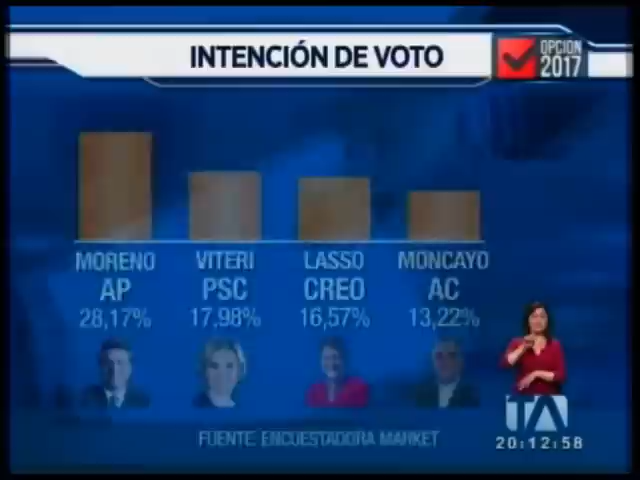 INTENCIÓN DE VOTO
OPCIÓN
2017
MORENO VITERI LASSO MONCAYO
AP PSC CREO AC
28,17% 17,98% 16,57% 13,22%
TA
20:12:58
FUENTE: ENCUESTADORA MARKET